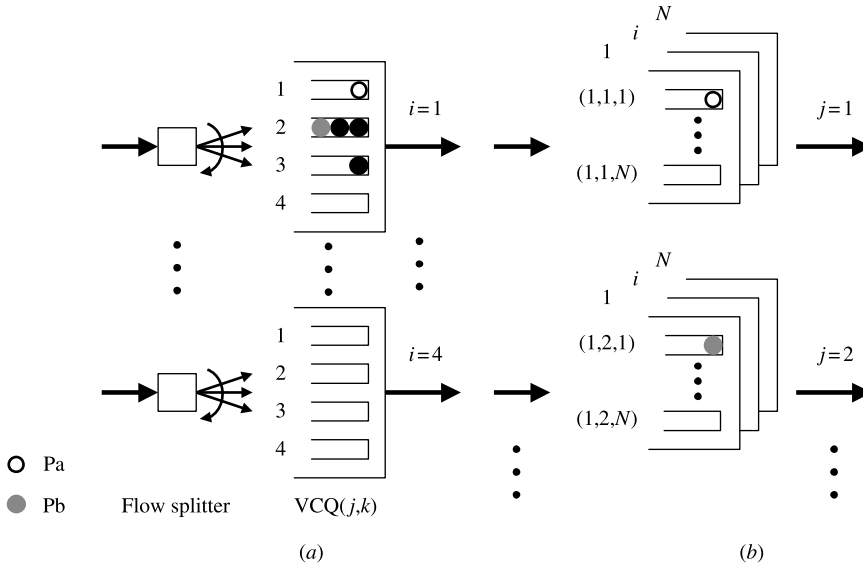 N
i
1
1
2
3
4
i=1
(1,1,1)
(1,1,N)
j=1
N
i
1
1
2
3
4
i=4
(1,2,1)
(1,2,N)
j=2
Pa
Pb
Flow splitter
VCQ(j,k)
(a)
(b)